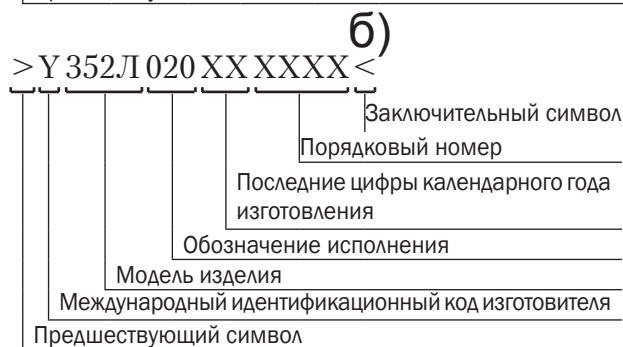 б)
>Y 352Л 020 XX XXXX<
Заключительный символ
Порядковый номер
Последние цифры календарного года
изготовления
Обозначение исполнения
Модель изделия
Международный идентификационный код изготовителя
Предшествующий символ